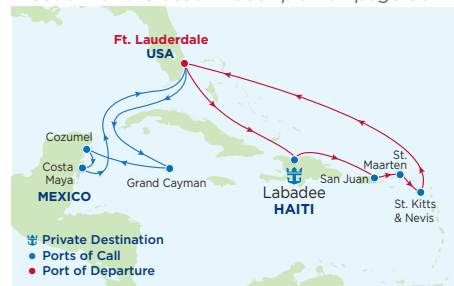 Ft. Lauderdale
USA
Cozumel
Costa
Maya
MEXICO
Grand Cayman
Labadee
HAITI
San Juan
St.
Maarten
St. Kitts
& Nevis
Private Destination
Ports of Call
Port of Departure